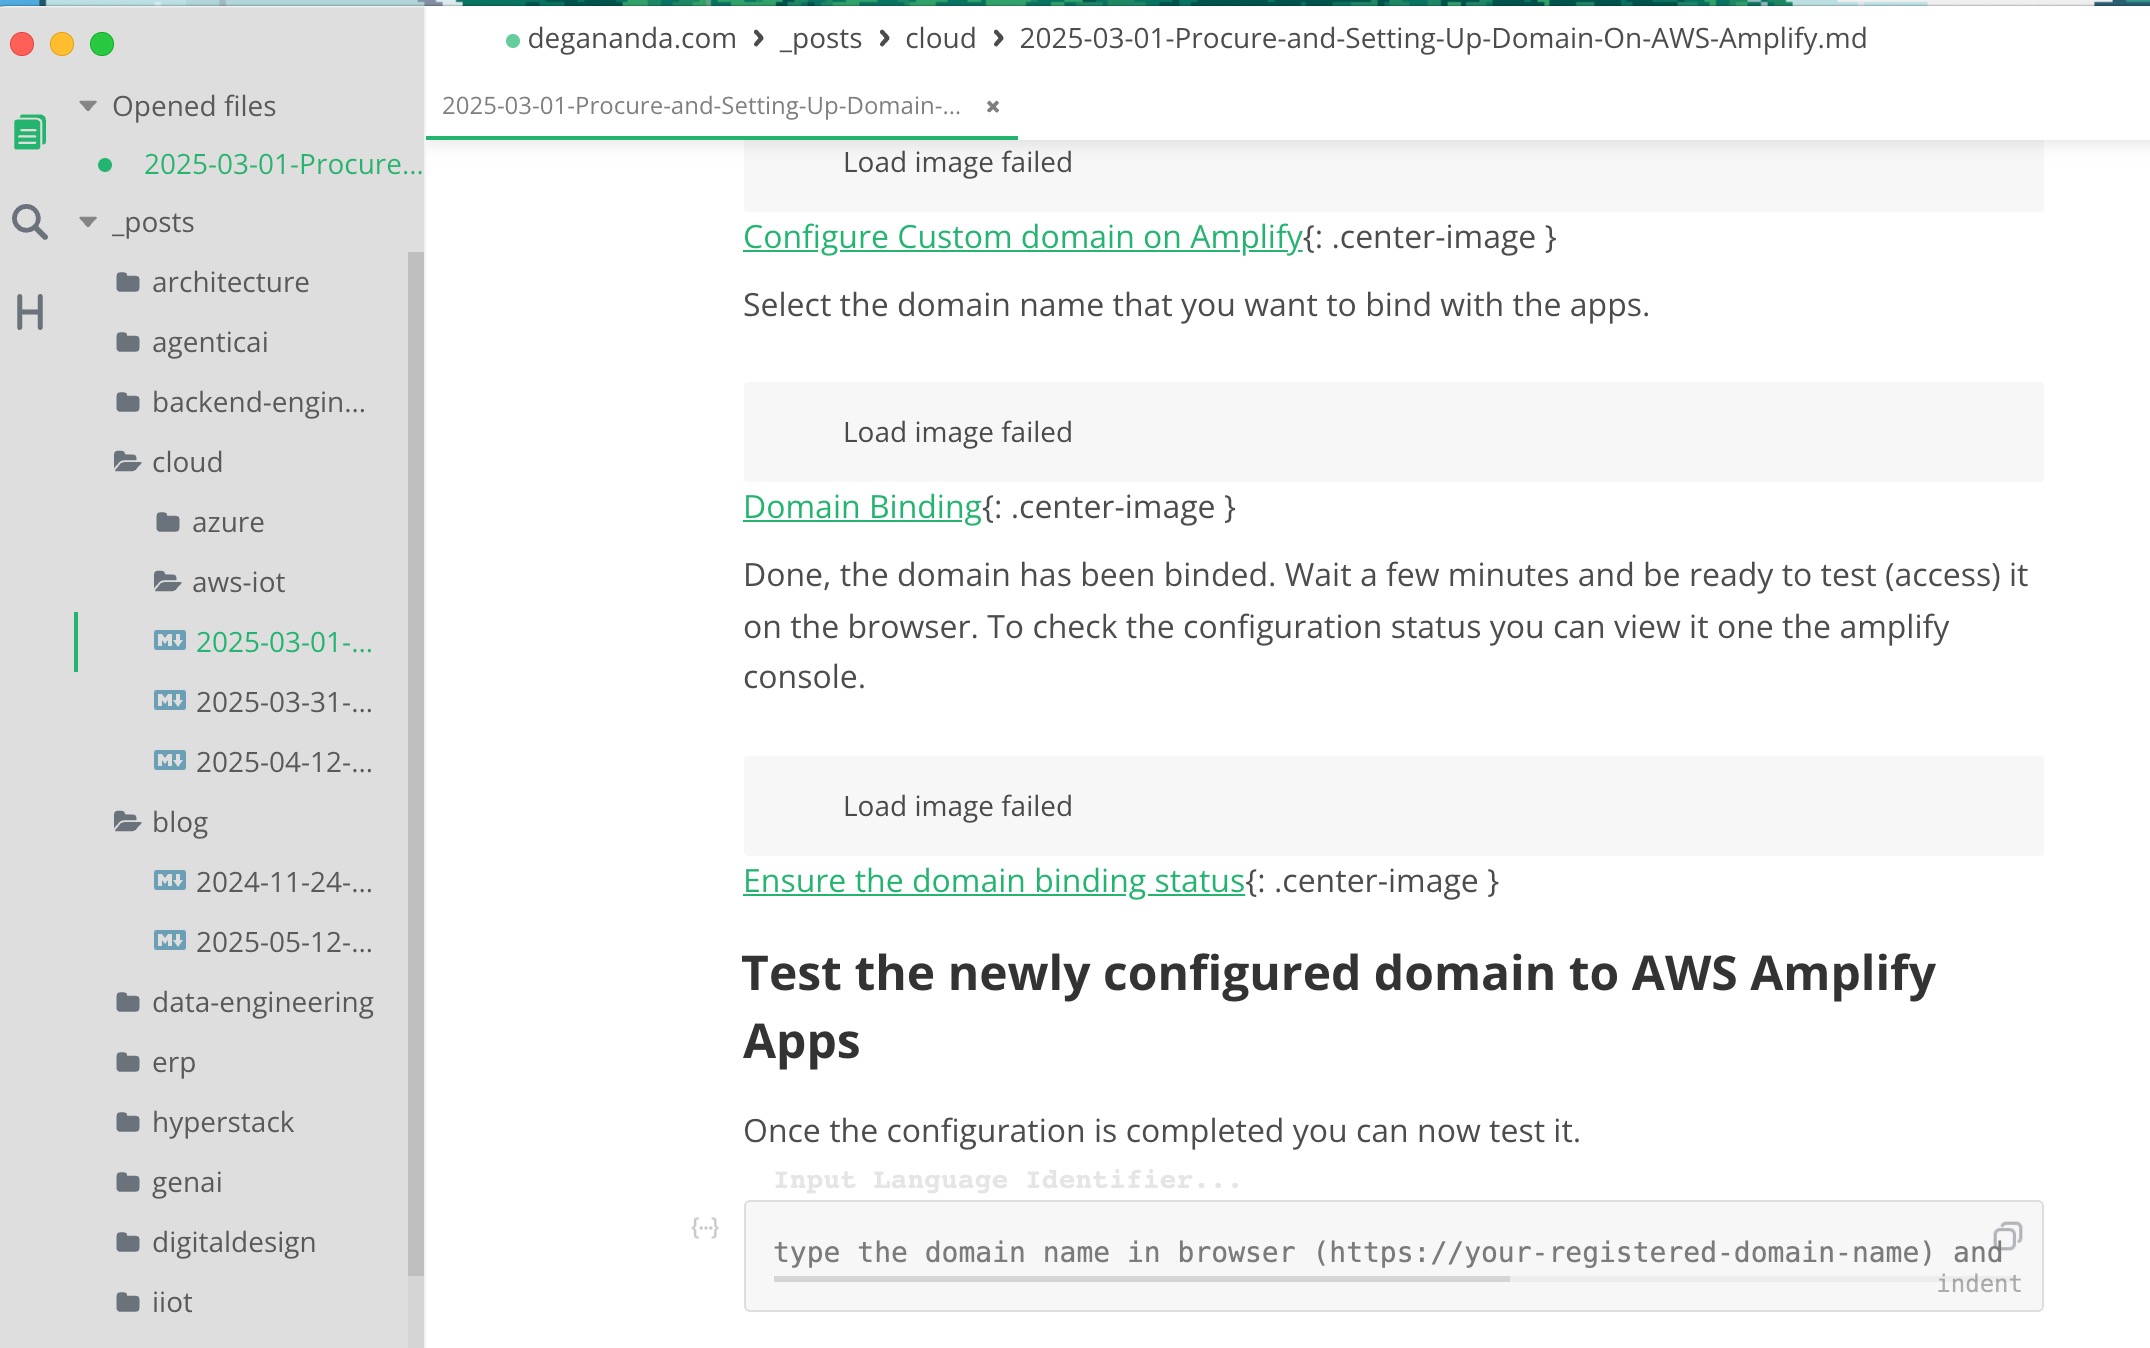 degananda.com > _posts > cloud > 2025-03-01-Procure-and-Setting-Up-Domain-On-AWS-Amplify.md
Opened files
2025-03-01-Procure...
_posts
architecture
agenticai
backend-engin...
cloud
azure
aws-iot
2025-03-01-...
2025-03-31-...
2025-04-12-...
blog
2024-11-24-...
2025-05-12-...
data-engineering
erp
hyperstack
genai
digitaldesign
iiot
2025-03-01-Procure-and-Setting-Up-Domain-...
Load image failed
Configure Custom domain on Amplify{: .center-image }
Select the domain name that you want to bind with the apps.
Load image failed
Domain Binding{: .center-image }
Done, the domain has been binded. Wait a few minutes and be ready to test (access) it
on the browser. To check the configuration status you can view it one the amplify
console.
Load image failed
Ensure the domain binding status{: .center-image }
Test the newly configured domain to AWS Amplify
Apps
Once the configuration is completed you can now test it.
Input Language Identifier...
type the domain name in browser (https://your-registered-domain-name) and
indent